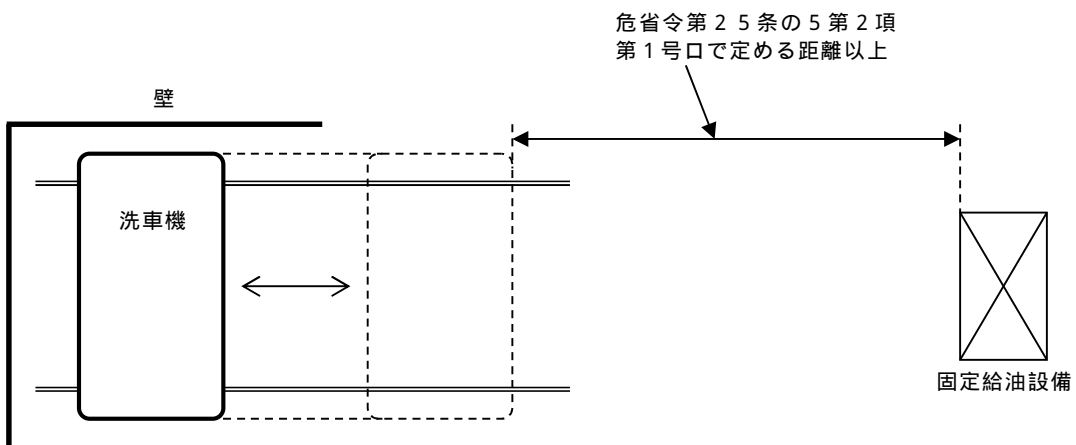 危省令第２５条の５第２項
第１号ロで定める距離以上
壁
洗車機
固定給油設備